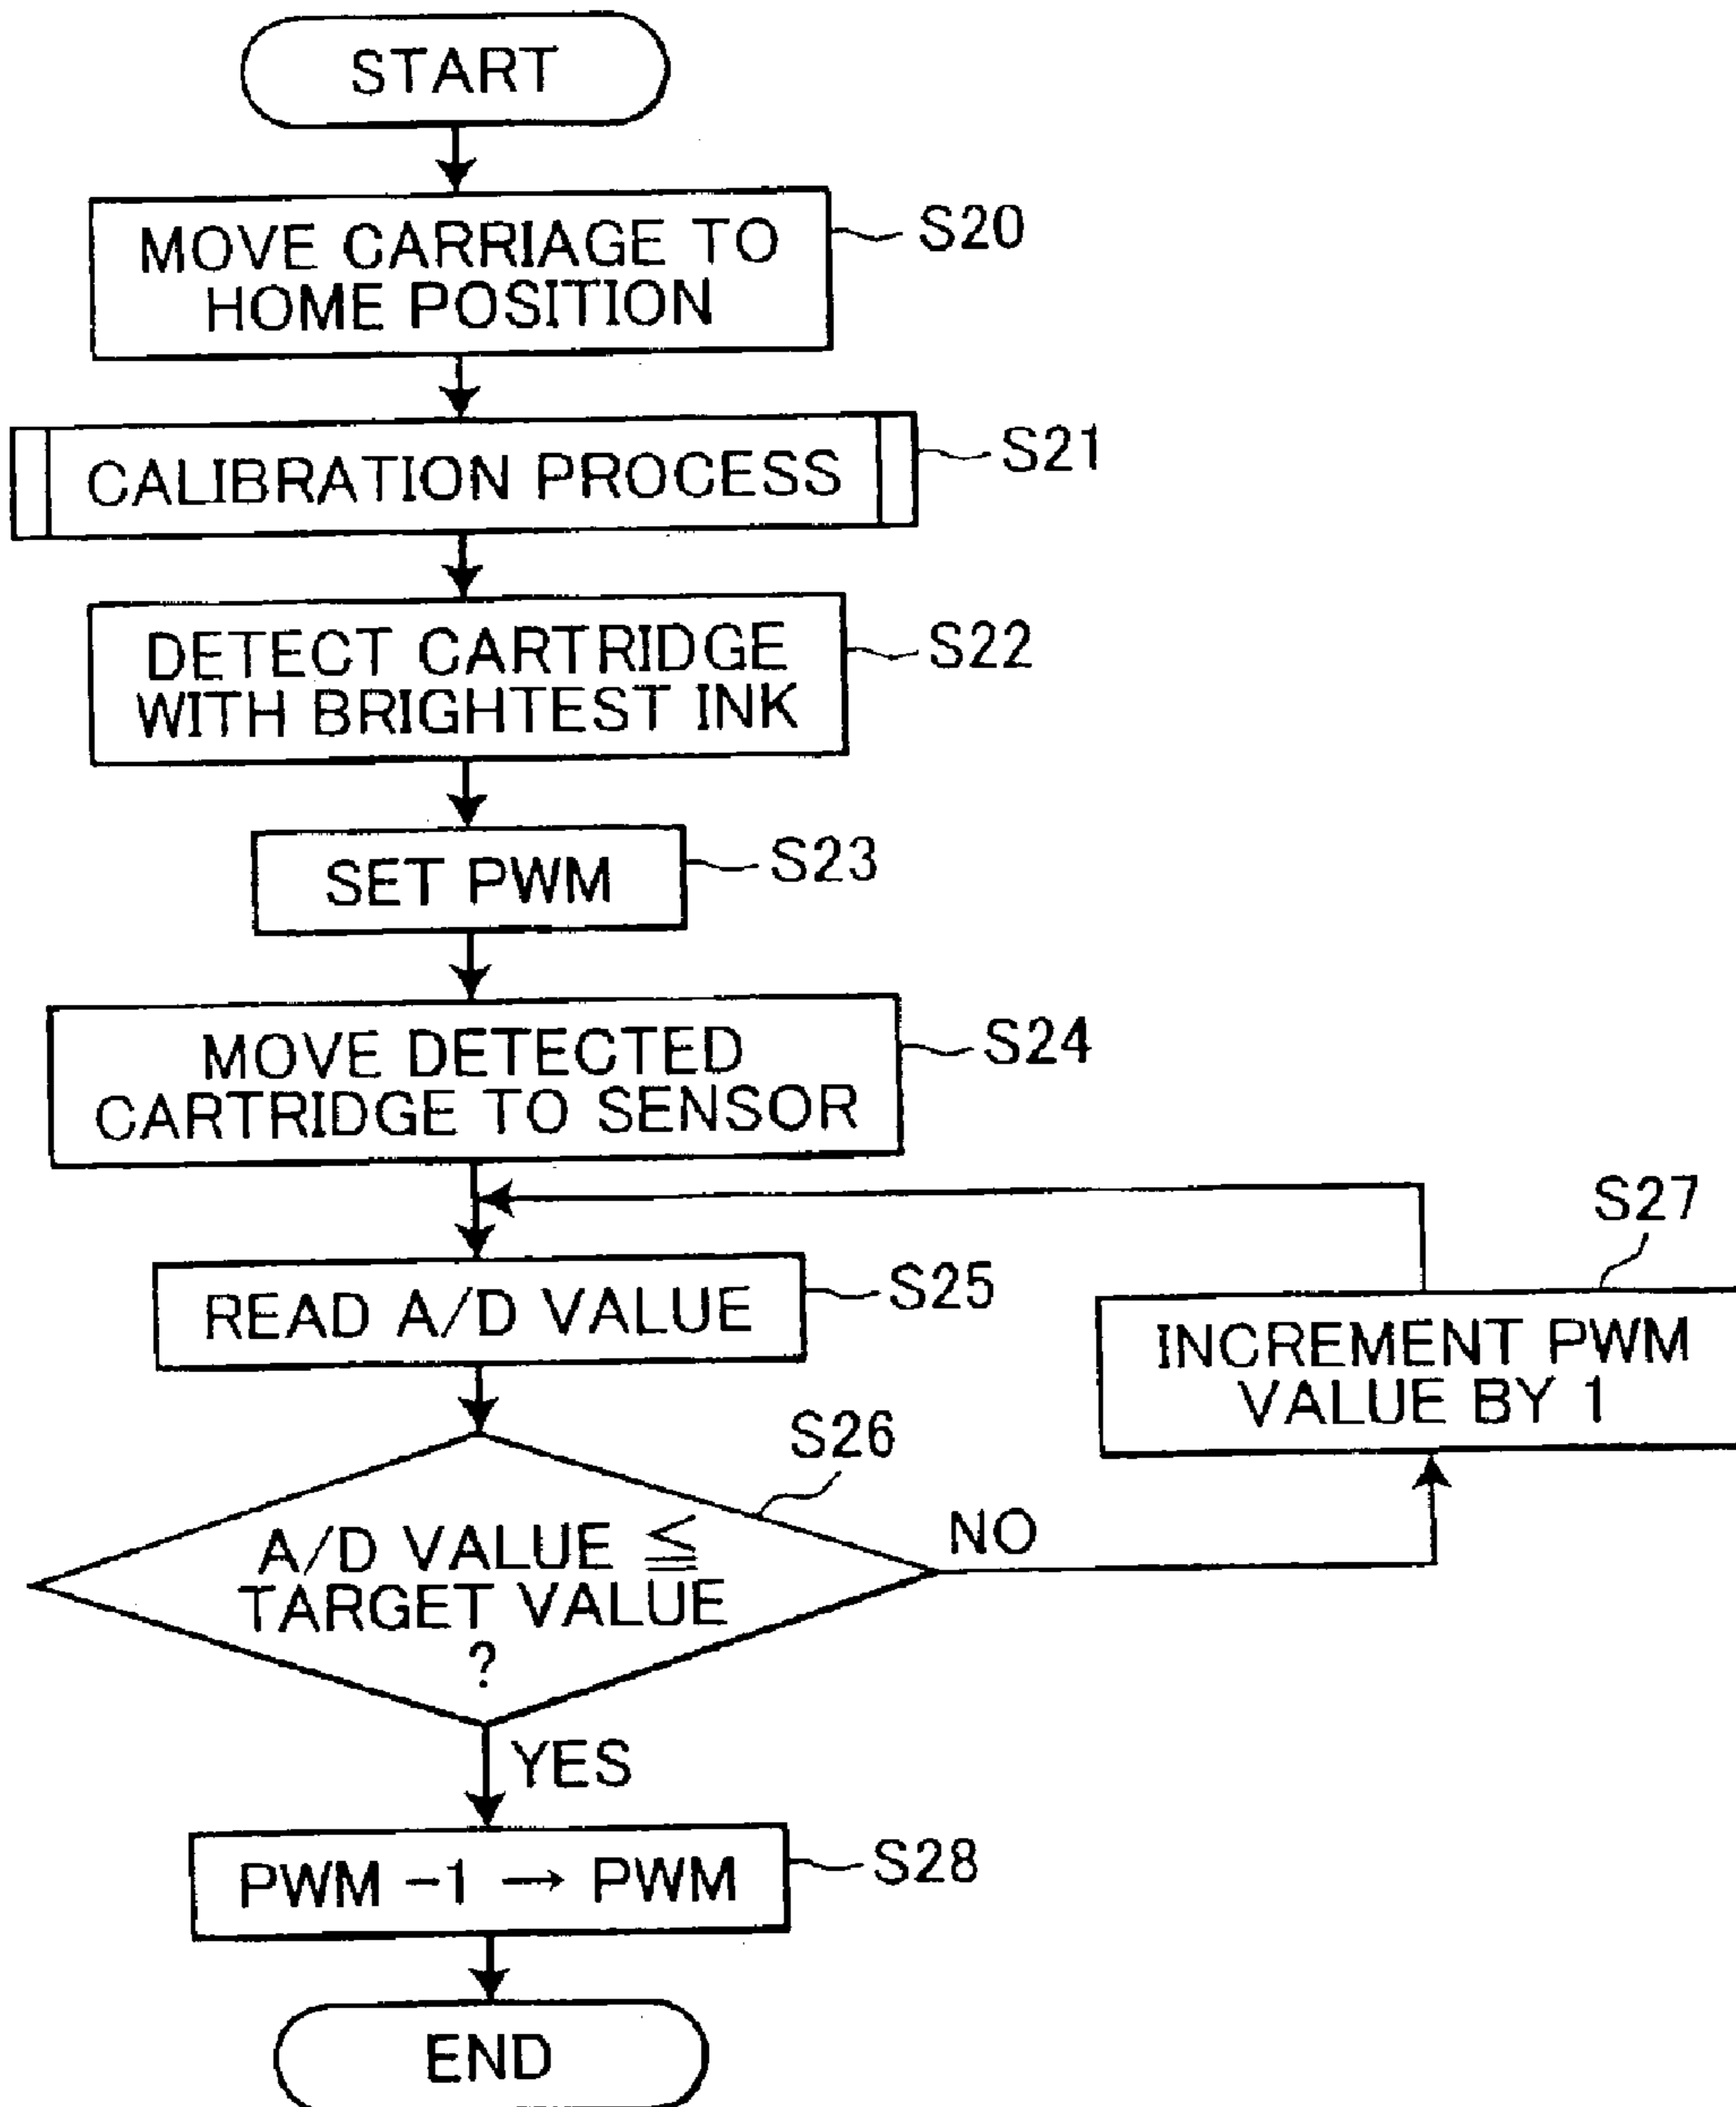 START
MOVE CARRIAGE TO
HOME POSITION
S20
CALIBRATION PROCESS
S21
DETECT CARTRIDGE
WITH BRIGHTEST INK
S22
SET PWM
S23
MOVE DETECTED
CARTRIDGE TO SENSOR
S24
READ A/D VALUE
S25
S27
INCREMENT PWM
VALUE BY 1
S26
A/D VALUE ≦
TARGET VALUE
?
NO
YES
PWM -1 → PWM
S28
END